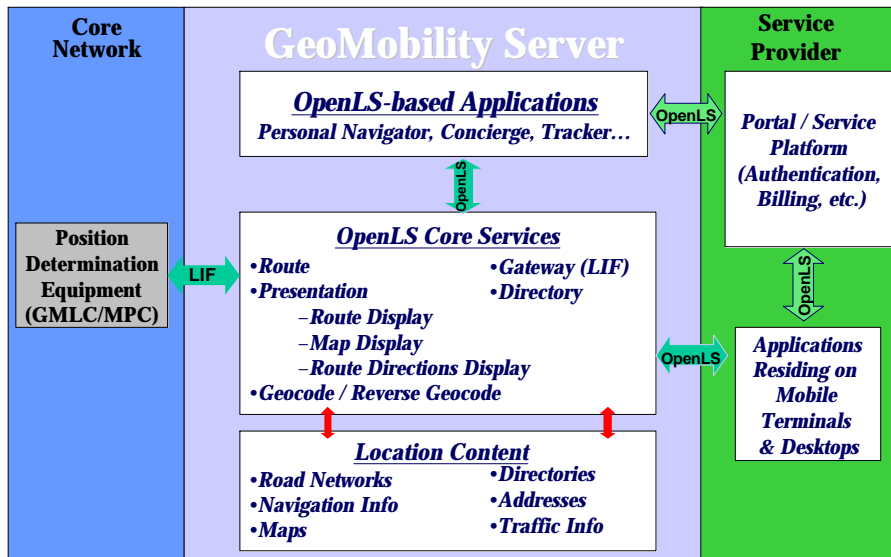 Core
Network
GeoMobility Server
Service
Provider
OpenLS-based Applications
Personal Navigator, Concierge, Tracker…
OpenLS
Portal / Service
Platform
(Authentication,
Billing, etc.)
OpenLS
Position
Determination
Equipment
(GMLC/MPC)
LIF
OpenLS Core Services
•Route
•Presentation
–Route Display
–Map Display
–Route Directions Display
•Geocode / Reverse Geocode
•Gateway (LIF)
•Directory
OpenLS
OpenLS
Applications
Residing on
Mobile
Terminals
& Desktops
Location Content
•Road Networks
•Navigation Info
•Maps
•Directories
•Addresses
•Traffic Info